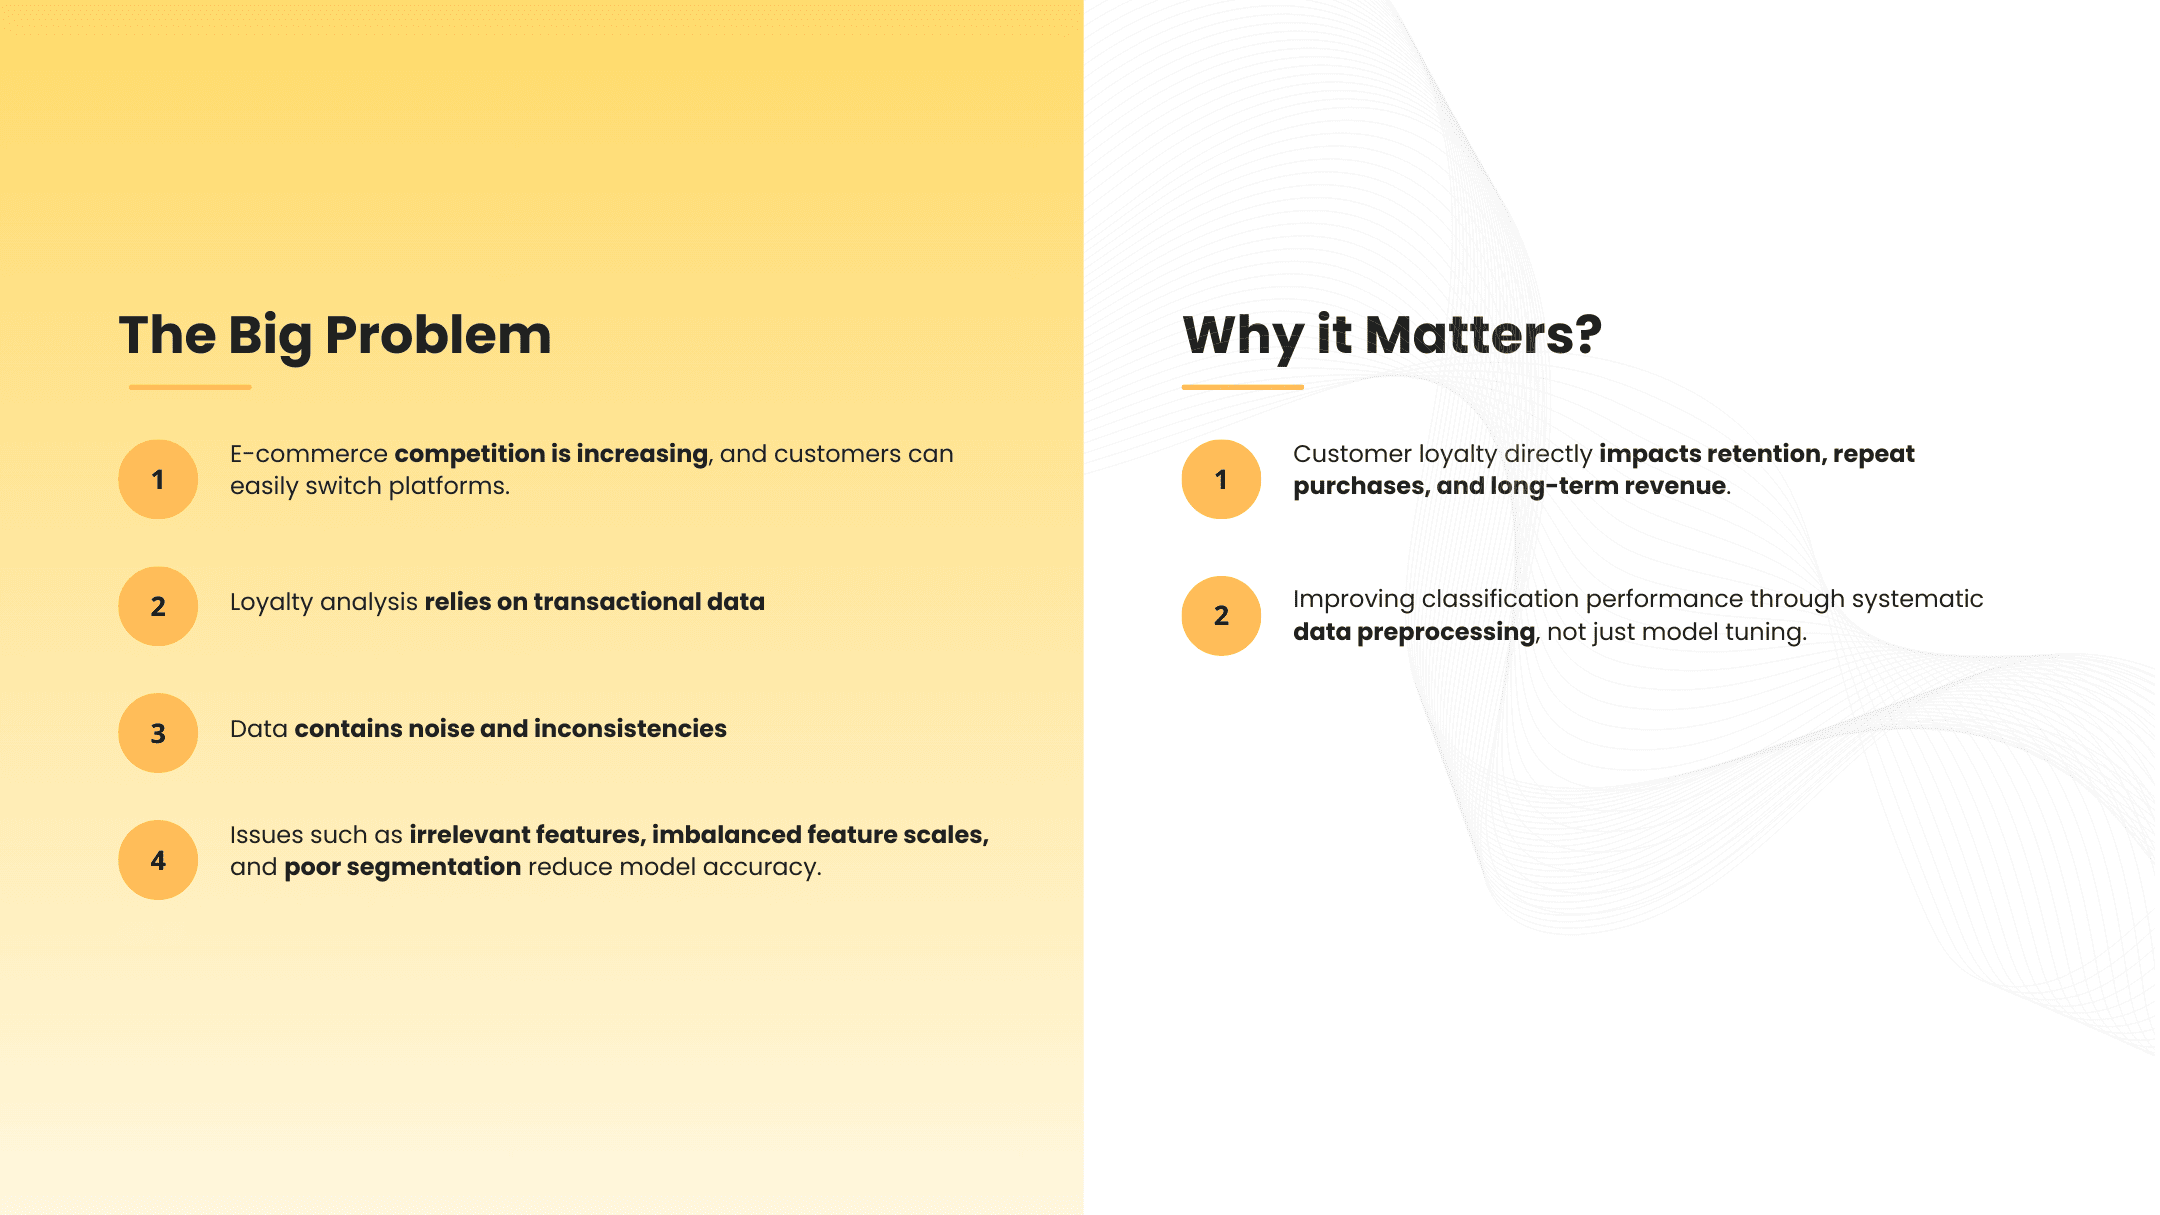 The Big Problem
1
E-commerce competition is increasing, and customers can
easily switch platforms.
2
Loyalty analysis relies on transactional data
3
Data contains noise and inconsistencies
4
Issues such as irrelevant features, imbalanced feature scales,
and poor segmentation reduce model accuracy.
Why it Matters?
1
Customer loyalty directly impacts retention, repeat
purchases, and long-term revenue.
2
Improving classification performance through systematic
data preprocessing, not just model tuning.